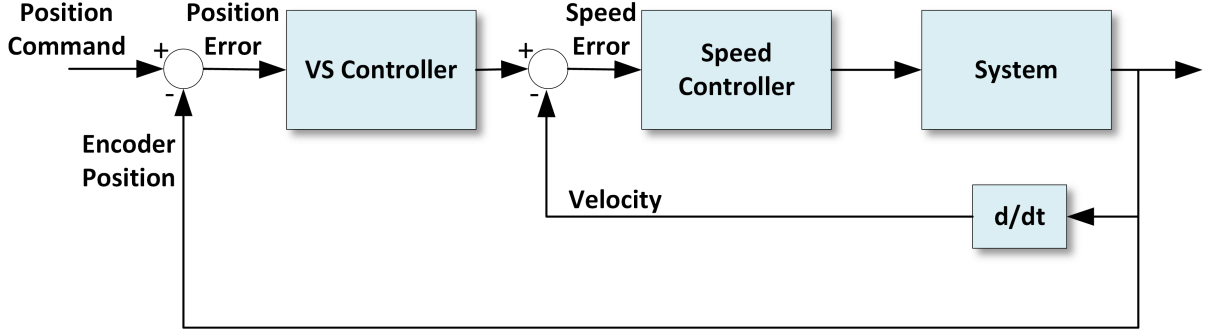 Position
Command
+
-
Position
Error
VS Controller
+
-
Speed
Error
Speed
Controller
System
Encoder
Position
Velocity
d/dt